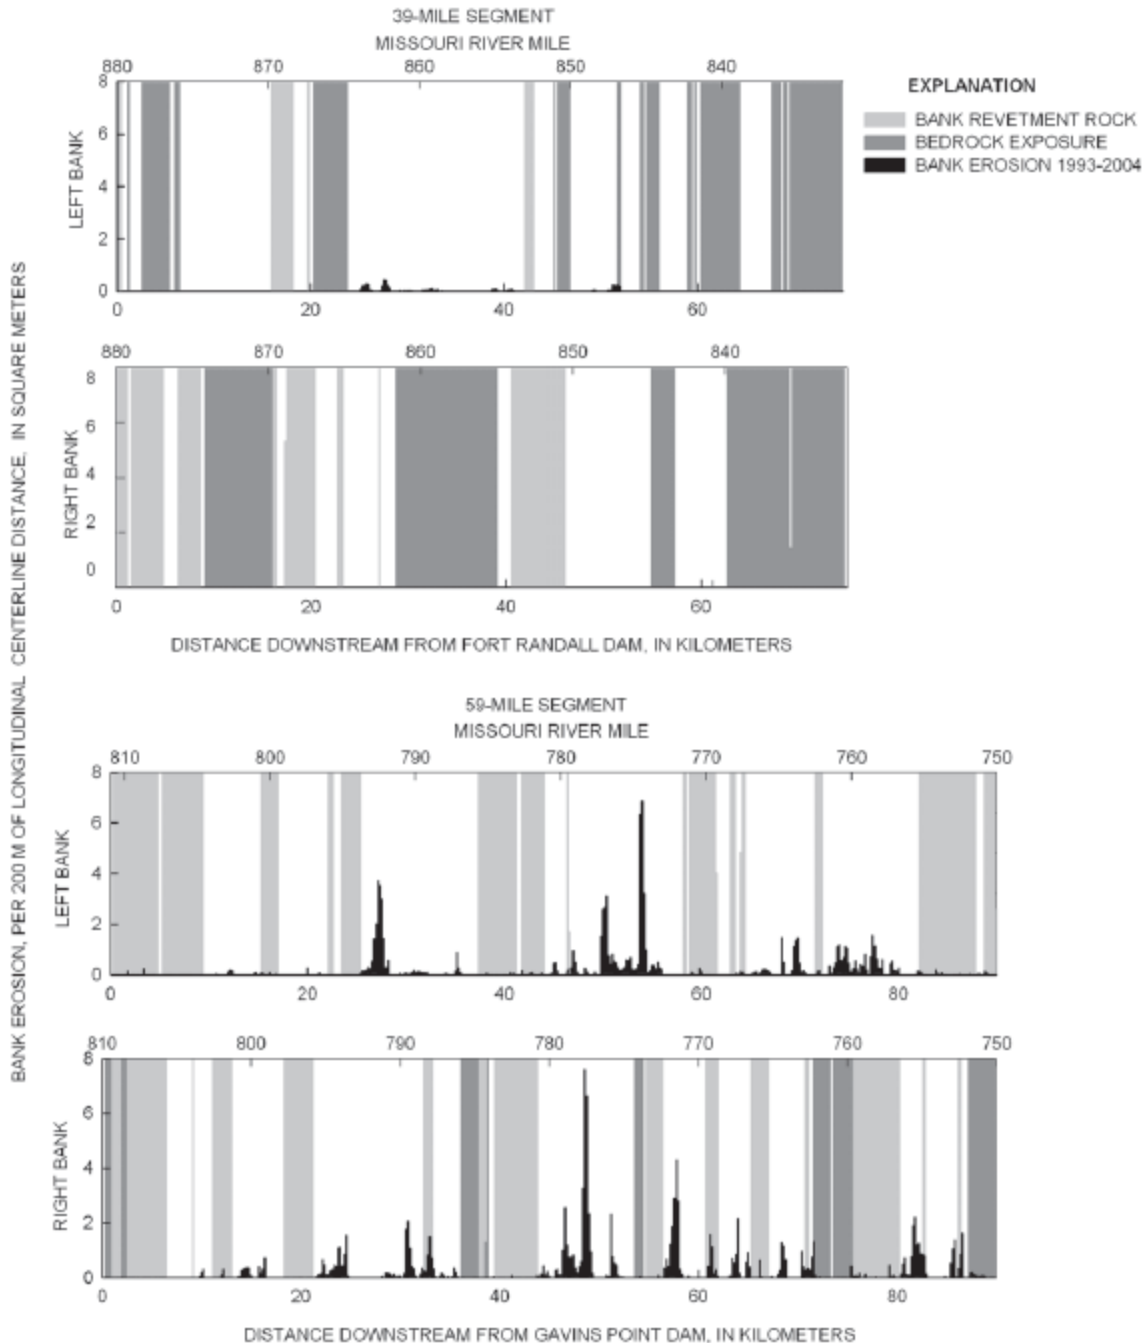 39-MILE SEGMENT
MISSOURI RIVER MILE
880 870 860 850 840
8
6
4
2
0
LEFT BANK
0 20 40 60
EXPLANATION
BANK REVETMENT ROCK
BEDROCK EXPOSURE
BANK EROSION 1993-2004
880 870 860 850 840
8
6
4
2
0
RIGHT BANK
0 20 40 60
DISTANCE DOWNSTREAM FROM FORT RANDALL DAM, IN KILOMETERS
BANK EROSION, PER 200 M OF LONGITUDINAL CENTERLINE DISTANCE, IN SQUARE METERS
59-MILE SEGMENT
MISSOURI RIVER MILE
810 800 790 780 770 760 750
8
6
4
2
0
LEFT BANK
0 20 40 60 80
810 800 790 780 770 760 750
8
6
4
2
0
RIGHT BANK
0 20 40 60 80
DISTANCE DOWNSTREAM FROM GAVINS POINT DAM, IN KILOMETERS